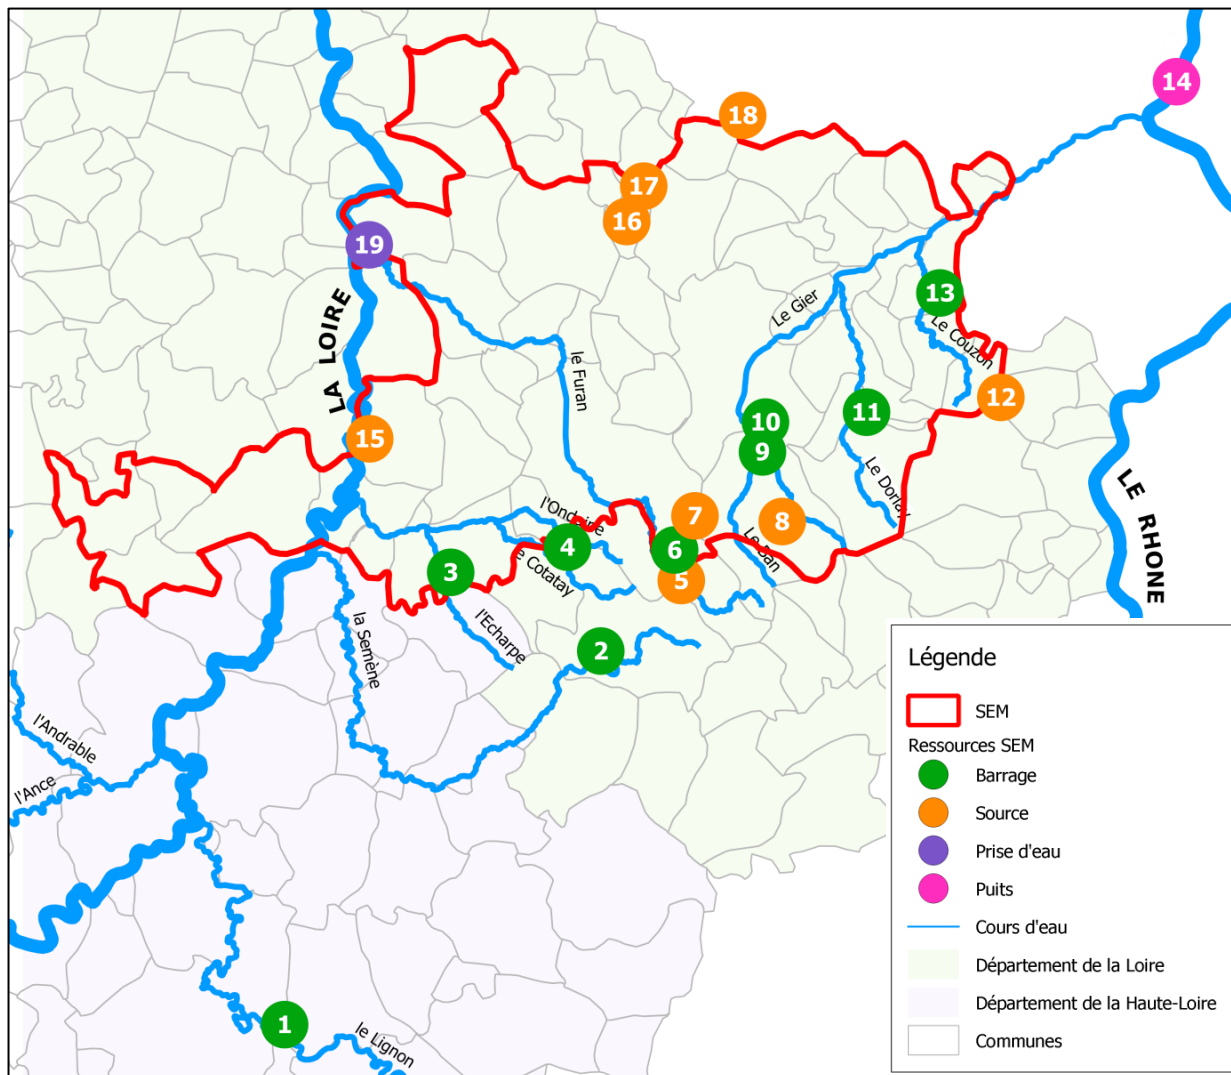 14
18
17
16
19
LA LOIRE
Le Gier
13
Le Couzon
le Furan
12
11
10
9
15
Le Dorlay
LE RHONE
l'Ondaine
7
8
4
6
Le Ban
3
e Cotatay
5
l'Echarpe
la Semène
2
l'Andrable
l'Ance
1
le Lignon
Légende
SEM
Ressources SEM
Barrage
Source
Prise d'eau
Puits
Cours d'eau
Département de la Loire
Département de la Haute-Loire
Communes